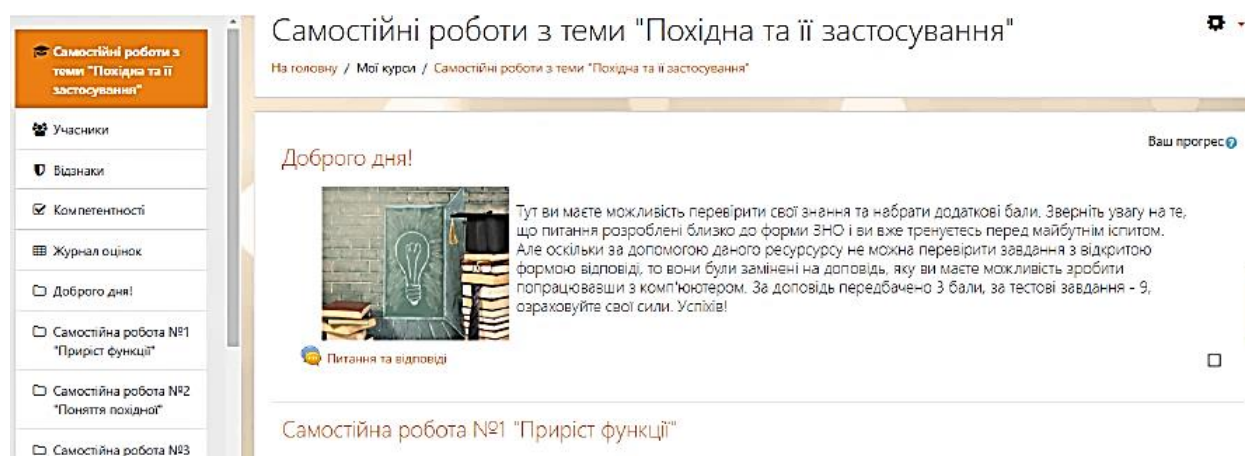 Самостійні роботи з
теми "Похідна та її
застосування"
Учасники
Відзнаки
Компетентності
Журнал оцінок
Доброго дня!
Самостійна робота №1
"Приріст функції"
Самостійна робота №2
"Поняття похідної"
Самостійна робота №3
Самостійні роботи з теми "Похідна та її застосування"
На головну / Мої курси / Самостійні роботи з теми "Похідна та її застосування"
Ваш прогрес
Доброго дня!
Тут ви маєте можливість перевірити свої знання та набрати додаткові бали. Зверніть увагу на те,
що питання розроблені близко до форми ЗНО і ви вже тренуєтесь перед майбутнім іспитом.
Але оскільки за допомогою даного ресурсурсу не можна перевірити завдання з відкритою
формою відповіді, то вони були замінені на доповідь, яку ви маєте можливість зробити
попрацювавши з комп'юютером. За доповідь передбачено 3 бали, за тестові завдання - 9,
озраховуйте свої сили. Успіхів!
Питання та відповіді
Самостійна робота №1 "Приріст функції"